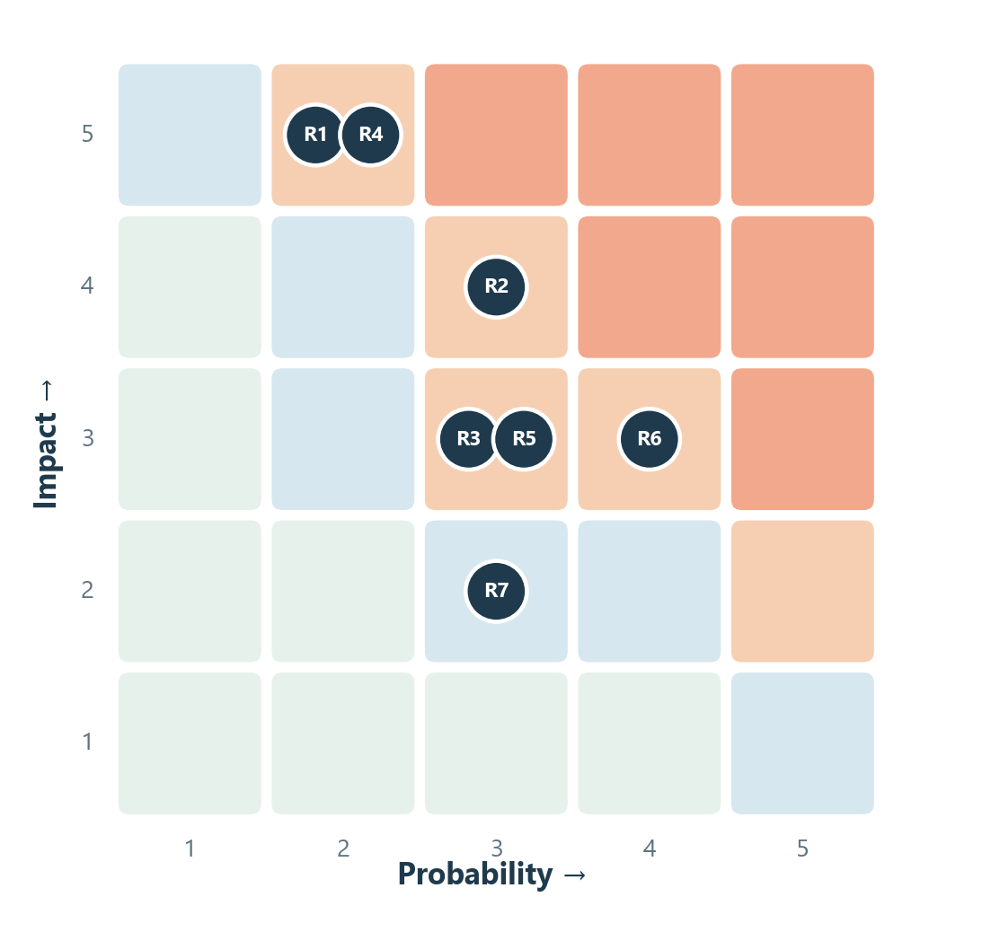 5
R1 R4
4
R2
Impact →
3
R3 R5 R6
2
R7
1
1 2 3 4 5
Probability →